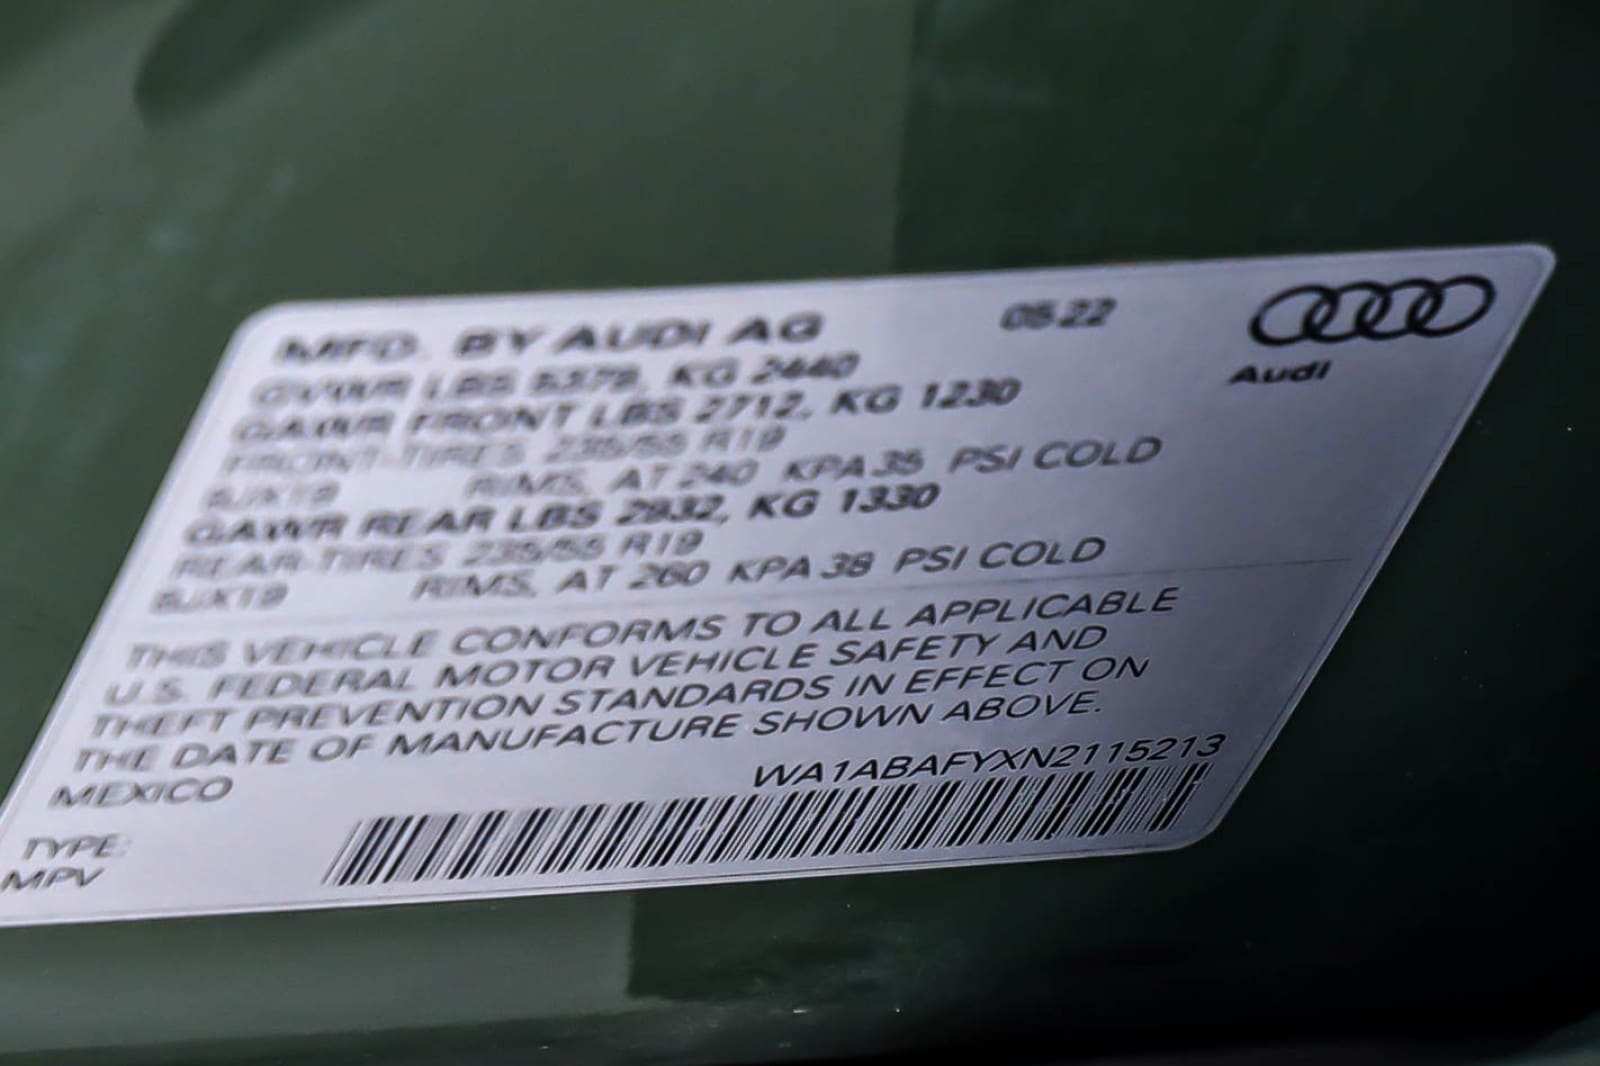 MFD. BY AUDI AG 05 22
Audi
GVWR LBS 5379, KG 2440
GAWR FRONT LBS 2712, KG 1230
FRONT-TIRES 235/55 R19
8JX19 RIMS, AT 240 KPA 35 PSI COLD
GAWR REAR LBS 2932, KG 1330
REAR-TIRES 235/55 R19
8JX19 RIMS, AT 260 KPA 38 PSI COLD
THIS VEHICLE CONFORMS TO ALL APPLICABLE
U.S. FEDERAL MOTOR VEHICLE SAFETY AND
THEFT PREVENTION STANDARDS IN EFFECT ON
THE DATE OF MANUFACTURE SHOWN ABOVE.
MEXICO WA1ABAFYXN2115213
TYPE:
MPV